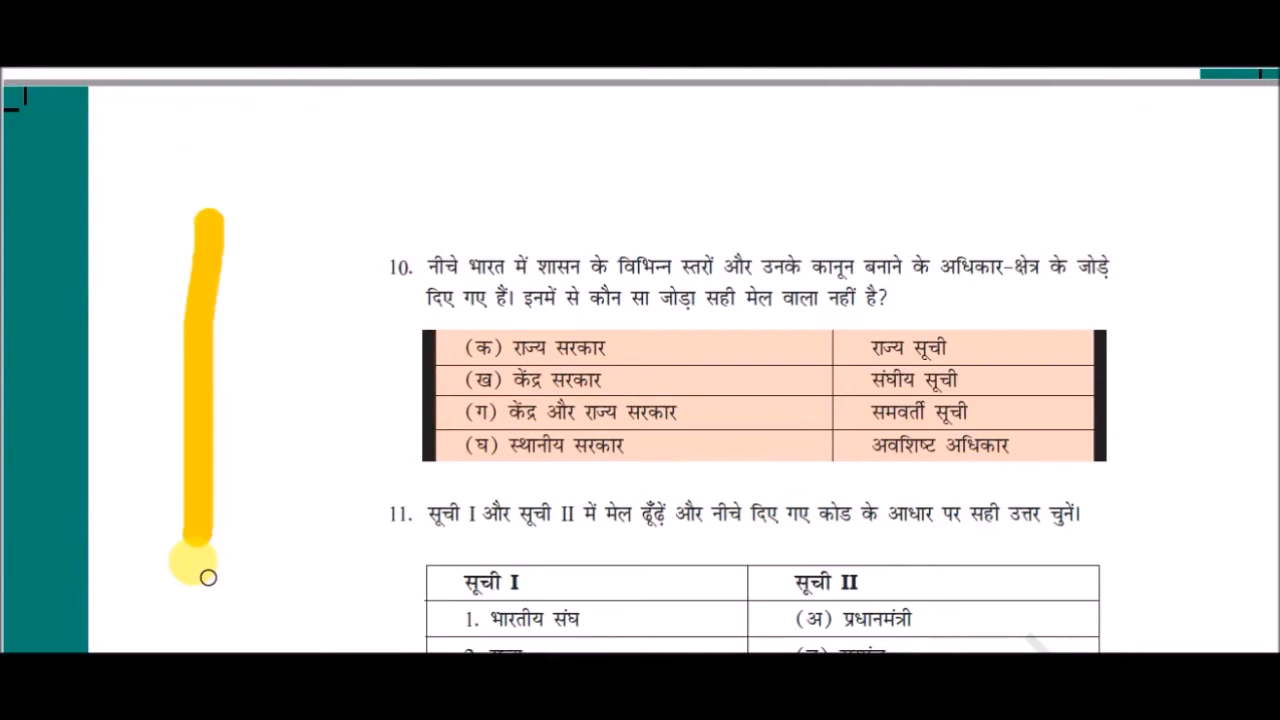 10. नीचे भारत में शासन के विभिन्न स्तरों और उनके कानून बनाने के अधिकार-क्षेत्र के जोड़े
दिए गए हैं। इनमें से कौन सा जोड़ा सही मेल वाला नहीं है?
(क) राज्य सरकार राज्य सूची
(ख) केंद्र सरकार संघीय सूची
(ग) केंद्र और राज्य सरकार समवर्ती सूची
(घ) स्थानीय सरकार अवशिष्ट अधिकार
11. सूची I और सूची II में मेल ढूँढ़ें और नीचे दिए गए कोड के आधार पर सही उत्तर चुनें।
सूची I सूची II
1. भारतीय संघ (अ) प्रधानमंत्री